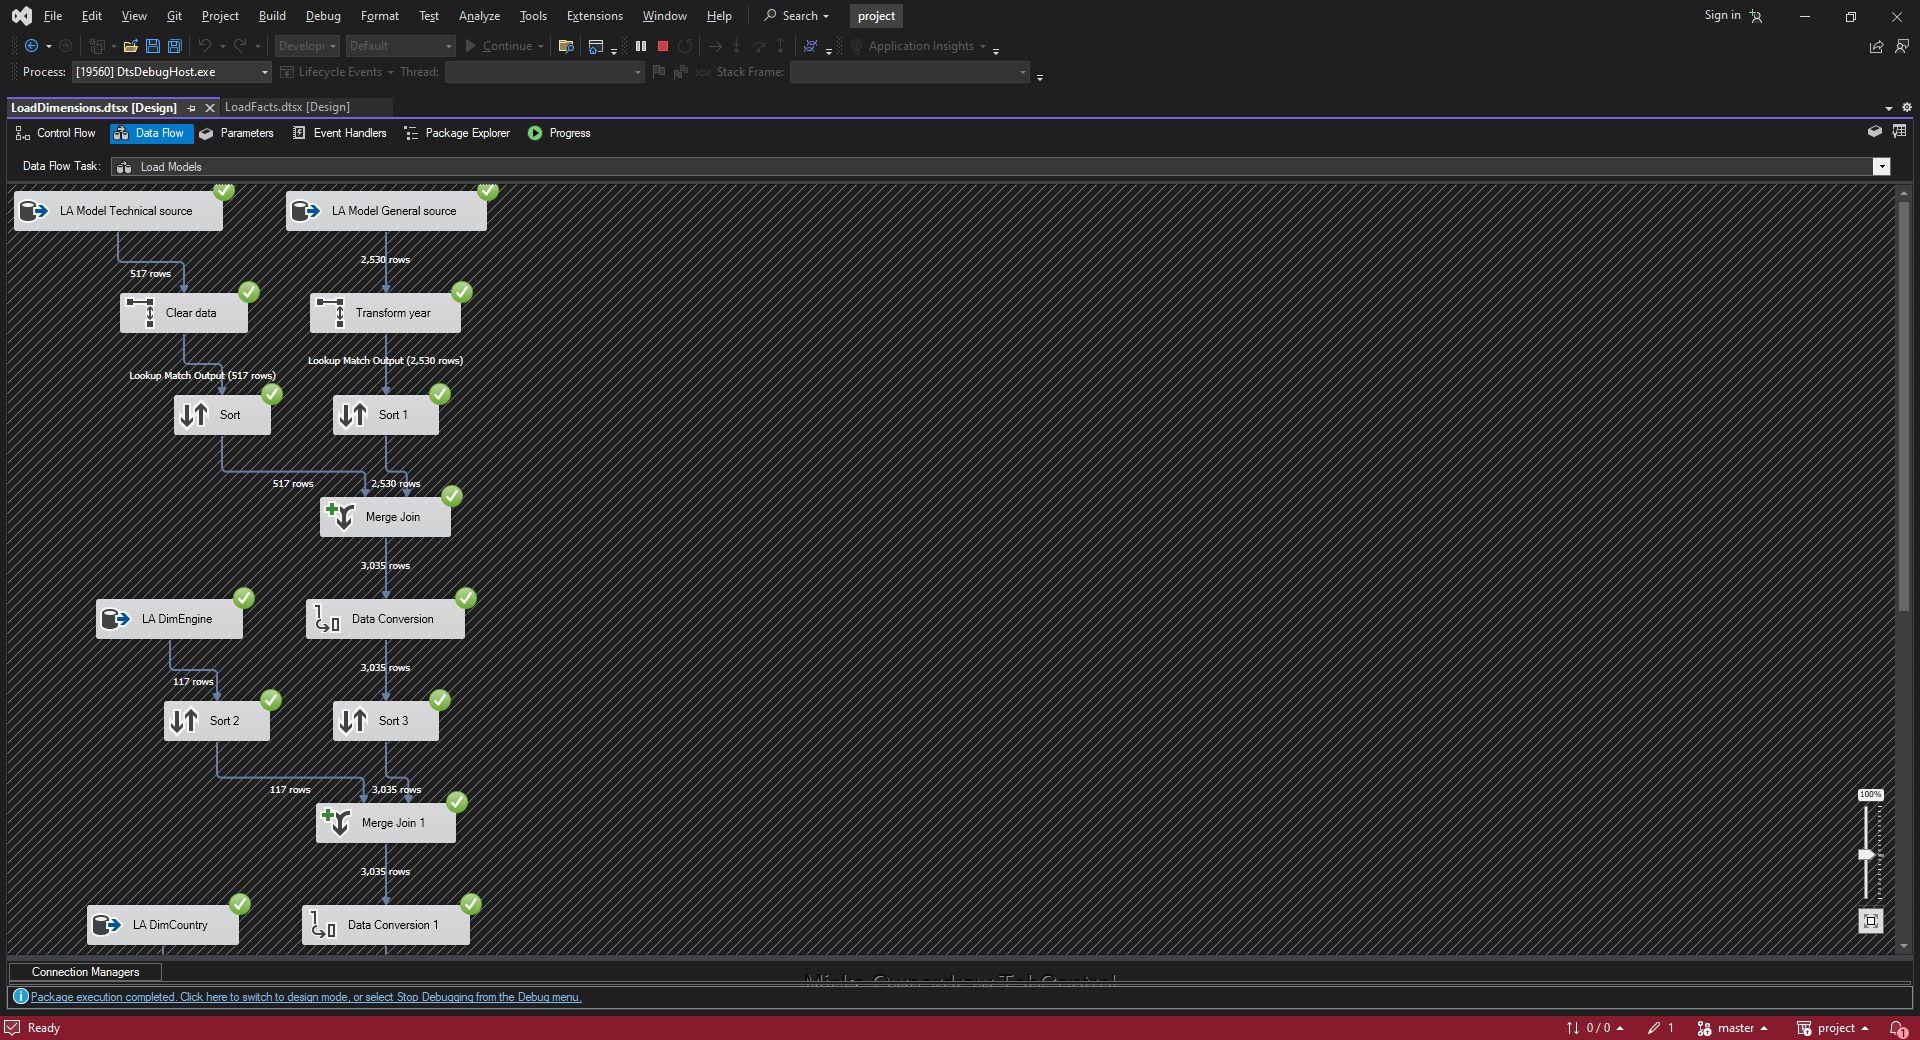 File Edit View Git Project Build Debug Format Test Analyze Tools Extensions Window Help Search project Sign in
Develop Default Continue Application Insights
Process: [19560] DtsDebugHost.exe Lifecycle Events Thread: Stack Frame:
LoadDimensions.dtsx [Design] LoadFacts.dtsx [Design]
Control Flow Data Flow Parameters Event Handlers Package Explorer Progress
Data Flow Task: Load Models
LA Model Technical source LA Model General source
2,530 rows
517 rows
Clear data Transform year
Lookup Match Output (2,530 rows)
Lookup Match Output (517 rows)
Sort Sort 1
517 rows 2,530 rows
Merge Join
3,035 rows
LA DimEngine Data Conversion
3,035 rows
117 rows
Sort 2 Sort 3
117 rows 3,035 rows
Merge Join 1
100%
3,035 rows
LA DimCountry Data Conversion 1
Connection Managers
Package execution completed. Click here to switch to design mode, or select Stop Debugging from the Debug menu.
Ready 0 / 0 1 master project 1